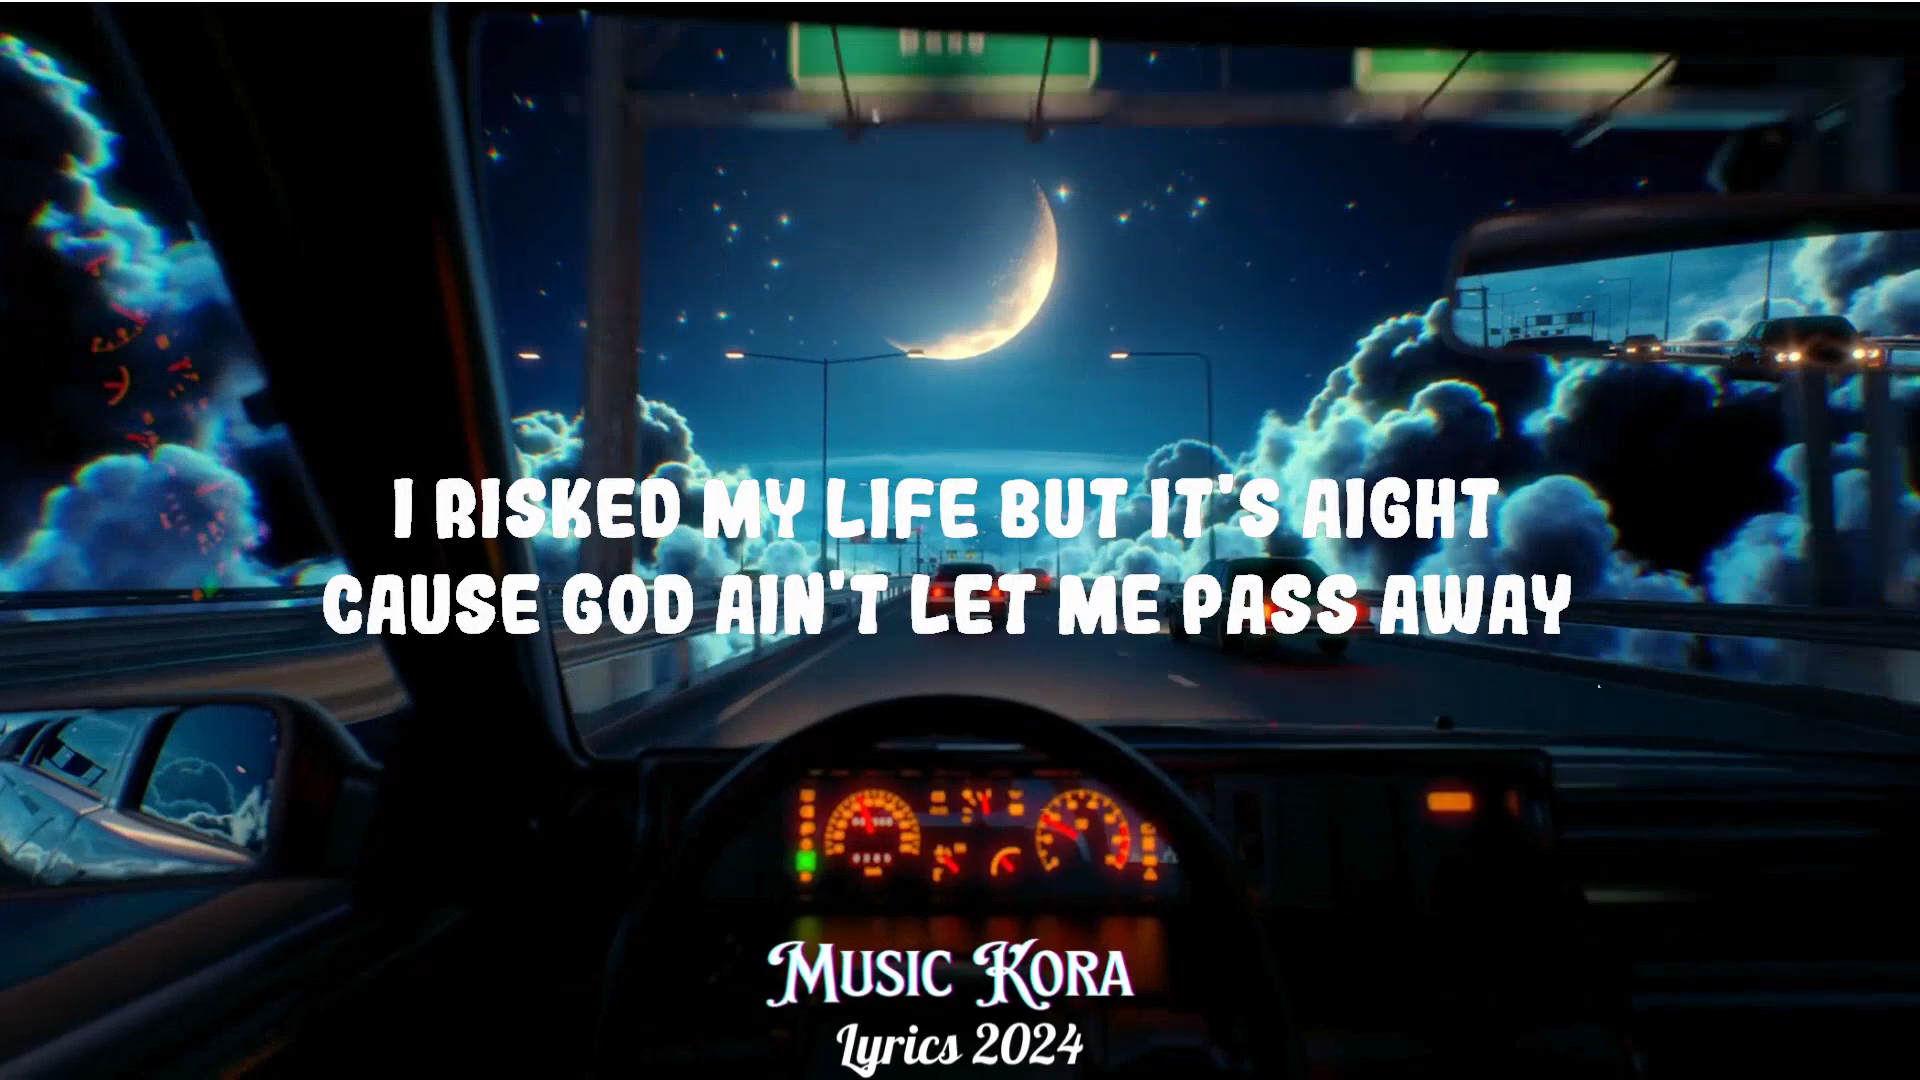 I RISKED MY LIFE BUT IT'S AIGHT
CAUSE GOD AIN'T LET ME PASS AWAY
MUSIC KORA
Lyrics 2024